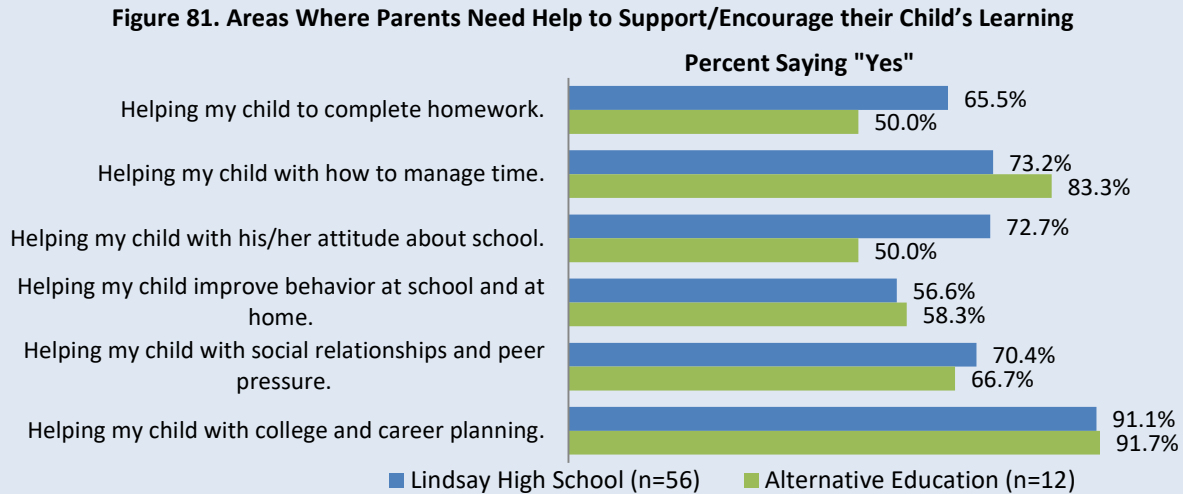 Figure 81. Areas Where Parents Need Help to Support/Encourage their Child’s Learning
Percent Saying "Yes"
Helping my child to complete homework.
65.5%
50.0%
Helping my child with how to manage time.
73.2%
83.3%
Helping my child with his/her attitude about school.
72.7%
50.0%
Helping my child improve behavior at school and at
home.
56.6%
58.3%
Helping my child with social relationships and peer
pressure.
70.4%
66.7%
Helping my child with college and career planning.
91.1%
91.7%
Lindsay High School (n=56)
Alternative Education (n=12)